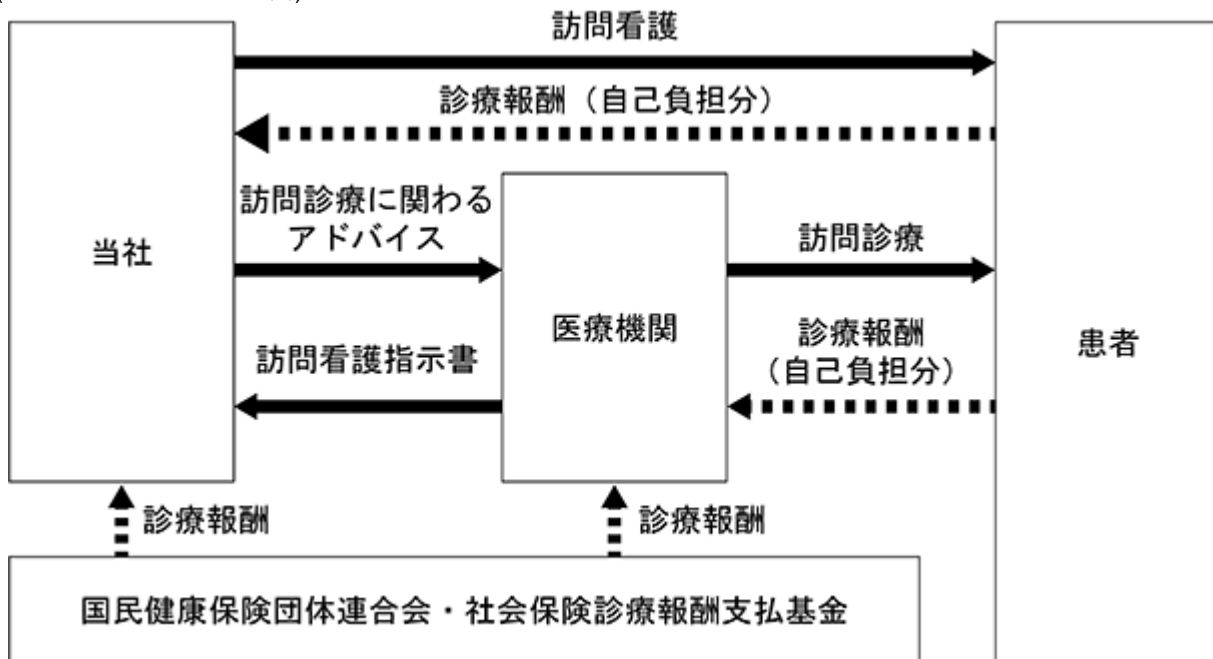 訪問看護
診療報酬（自己負担分）
訪問診療に関わる
アドバイス
訪問診療
当社
医療機関
診療報酬
（自己負担分）
患者
訪問看護指示書
診療報酬
診療報酬
国民健康保険団体連合会・社会保険診療報酬支払基金